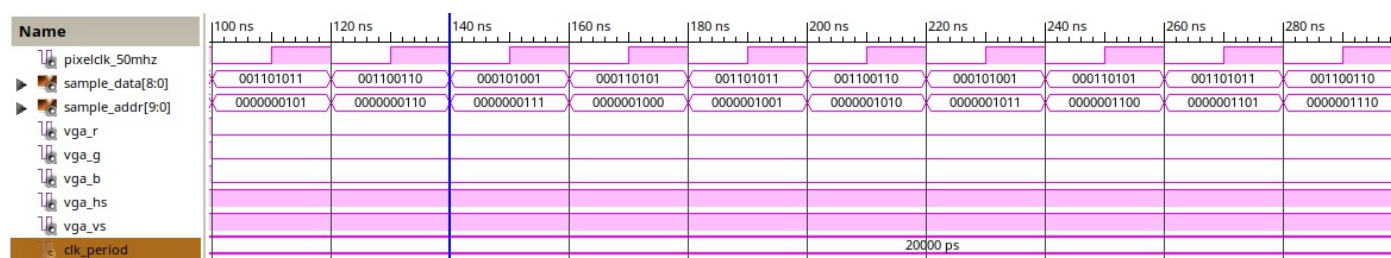 Name 100 ns 120 ns 140 ns 160 ns 180 ns 200 ns 220 ns 240 ns 260 ns 280 ns
pixelclk_50mhz
sample_data[8:0] 001101011 001100110 000101001 000110101 001101011 001100110 000101001 000110101 001101011 001100110
sample_addr[9:0] 0000000101 0000000110 0000000111 0000001000 0000001001 0000001010 0000001011 0000001100 0000001101 0000001110
vga_r
vga_g
vga_b
vga_hs
vga_vs
clk_period 20000 ps